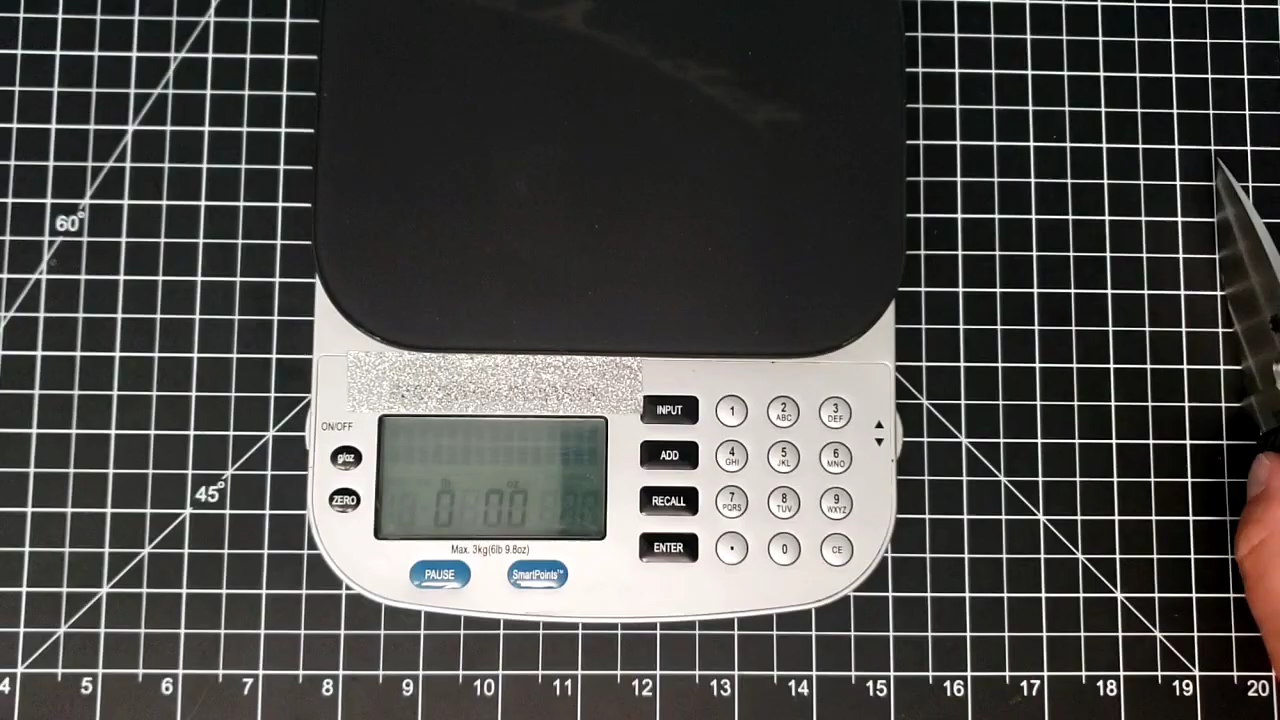 60°
45°
ON/OFF
g/oz
ZERO
0 00
Max. 3kg(6lb 9.8oz)
PAUSE
SmartPoints™
INPUT 1 2 ABC 3 DEF
ADD 4 GHI 5 JKL 6 MNO
RECALL 7 PQRS 8 TUV 9 WXYZ
ENTER • 0 CE
4 5 6 7 8 9 10 11 12 13 14 15 16 17 18 19 20